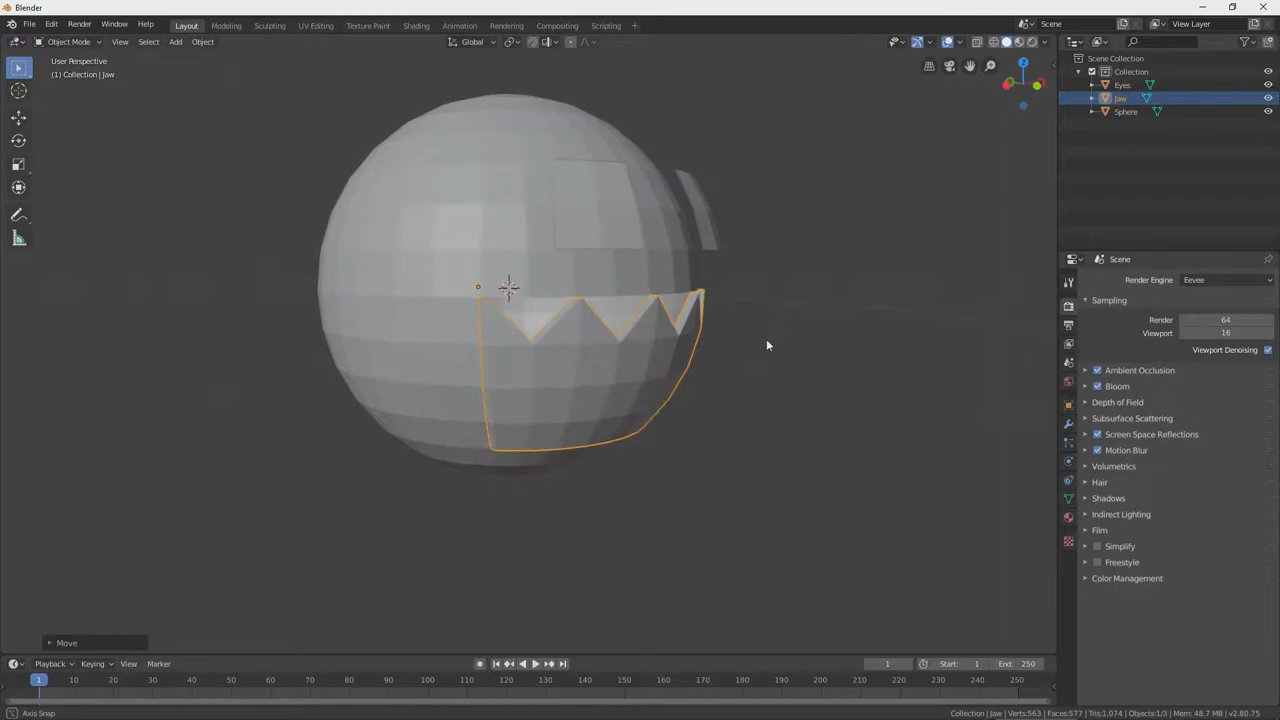 Blender
File Edit Render Window Help
Layout Modeling Sculpting UV Editing Texture Paint Shading Animation Rendering Compositing Scripting +
Scene
View Layer
Object Mode View Select Add Object
Global
User Perspective
(1) Collection | Jaw
Z
Scene Collection
Collection
Eyes
Jaw
Sphere
Scene
Render Engine Eevee
Sampling
Render 64
Viewport 16
Viewport Denoising
Ambient Occlusion
Bloom
Depth of Field
Subsurface Scattering
Screen Space Reflections
Motion Blur
Volumetrics
Hair
Shadows
Indirect Lighting
Film
Simplify
Freestyle
Color Management
Move
Playback Keying View Marker
1
Start: 1
End: 250
1 10 20 30 40 50 60 70 80 90 100 110 120 130 140 150 160 170 180 190 200 210 220 230 240 250
Axis Snap
Collection | Jaw | Verts:563 | Faces:577 | Tris:1,074 | Objects:1/3 | Mem: 48.7 MB | v2.80.75